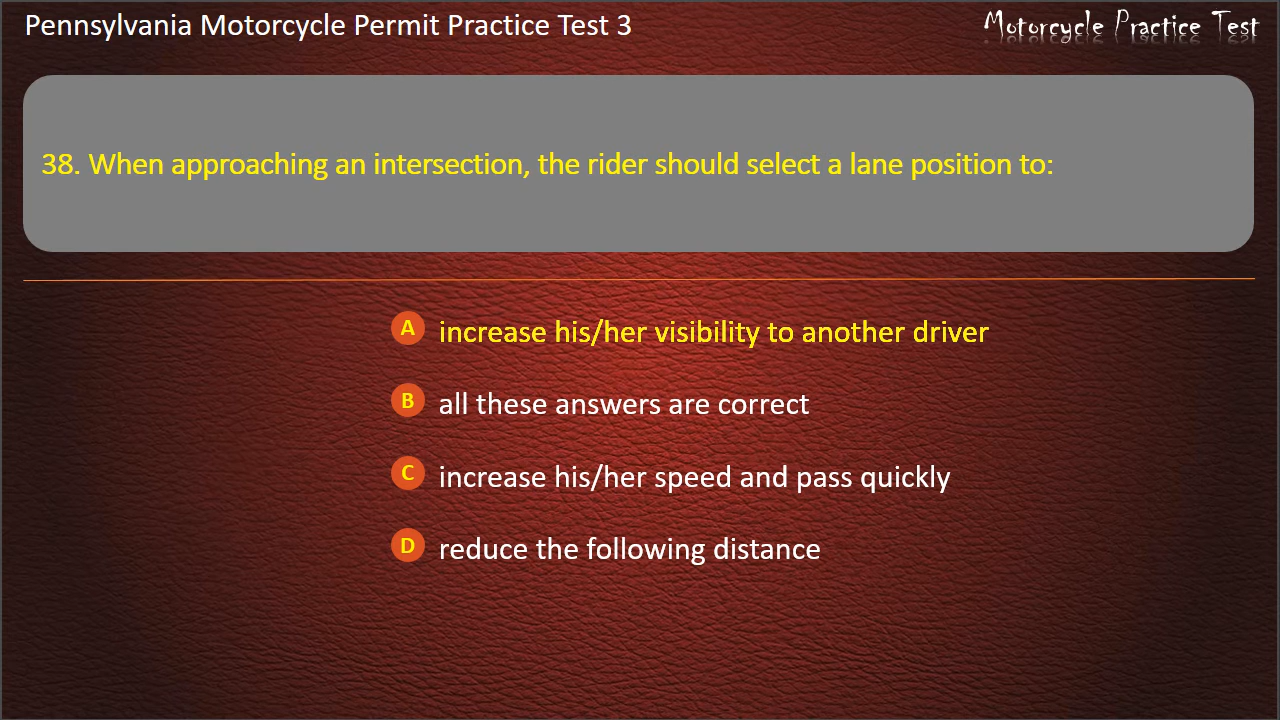 Pennsylvania Motorcycle Permit Practice Test 3
Motorcycle Practice Test
38. When approaching an intersection, the rider should select a lane position to:
A increase his/her visibility to another driver
B all these answers are correct
C increase his/her speed and pass quickly
D reduce the following distance